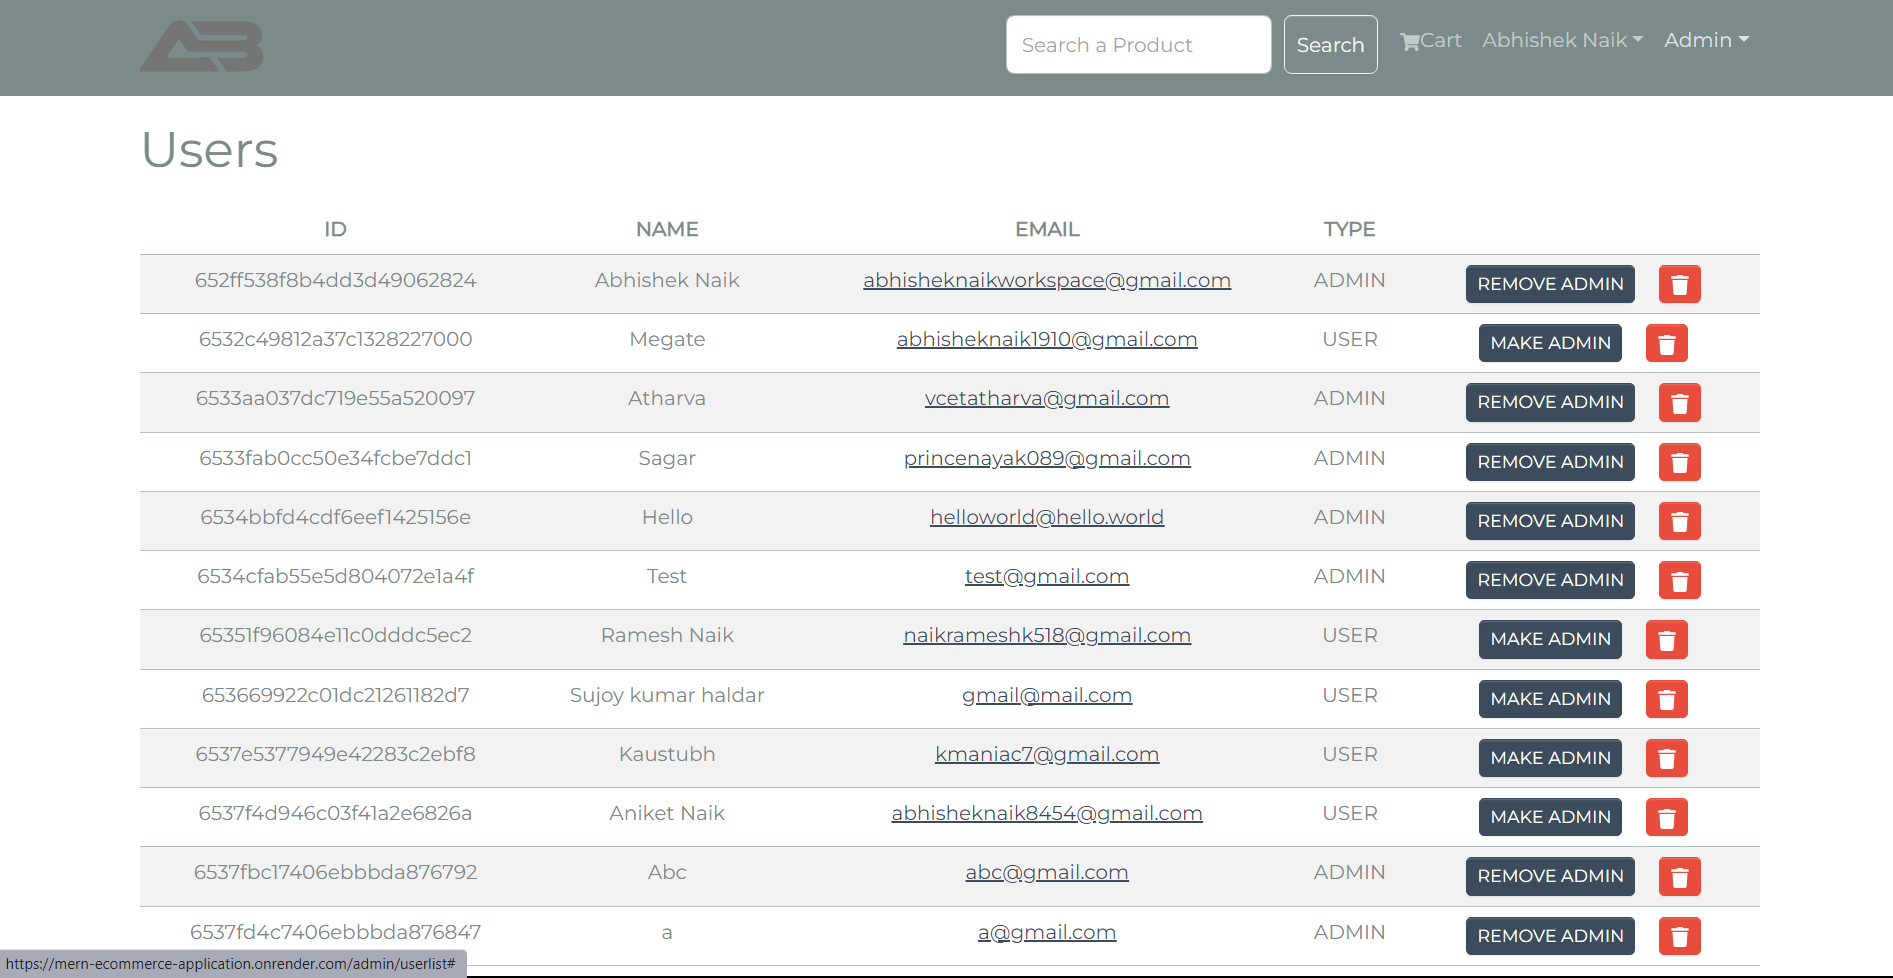 AB
Search a Product Search Cart Abhishek Naik Admin
Users
ID NAME EMAIL TYPE
652ff538f8b4dd3d49062824 Abhishek Naik abhisheknaikworkspace@gmail.com ADMIN REMOVE ADMIN
6532c49812a37c1328227000 Megate abhisheknaik1910@gmail.com USER MAKE ADMIN
6533aa037dc719e55a520097 Atharva vcetatharva@gmail.com ADMIN REMOVE ADMIN
6533fab0cc50e34fcbe7ddc1 Sagar princenayak089@gmail.com ADMIN REMOVE ADMIN
6534bbfd4cdf6eef1425156e Hello helloworld@hello.world ADMIN REMOVE ADMIN
6534cfab55e5d804072e1a4f Test test@gmail.com ADMIN REMOVE ADMIN
65351f96084e11c0dddc5ec2 Ramesh Naik naikrameshk518@gmail.com USER MAKE ADMIN
653669922c01dc21261182d7 Sujoy kumar haldar gmail@mail.com USER MAKE ADMIN
6537e5377949e42283c2ebf8 Kaustubh kmaniac7@gmail.com USER MAKE ADMIN
6537f4d946c03f41a2e6826a Aniket Naik abhisheknaik8454@gmail.com USER MAKE ADMIN
6537fbc17406ebbbda876792 Abc abc@gmail.com ADMIN REMOVE ADMIN
6537fd4c7406ebbbda876847 a a@gmail.com ADMIN REMOVE ADMIN
https://mern-ecommerce-application.onrender.com/admin/userlist#